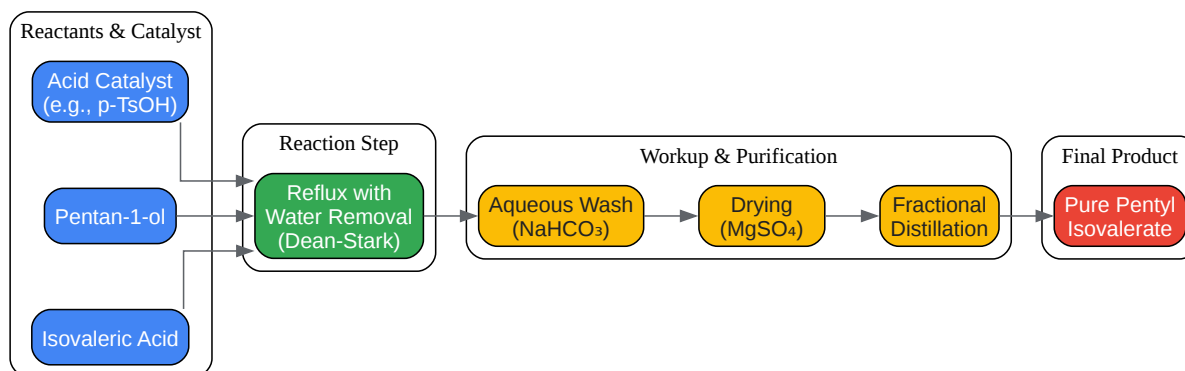 Reactants & Catalyst
Acid Catalyst
(e.g., p-TsOH)
Pentan-1-ol
Isovaleric Acid
Reaction Step
Reflux with
Water Removal
(Dean-Stark)
Workup & Purification
Aqueous Wash
(NaHCO₃)
Drying
(MgSO₄)
Fractional
Distillation
Final Product
Pure Pentyl
Isovalerate